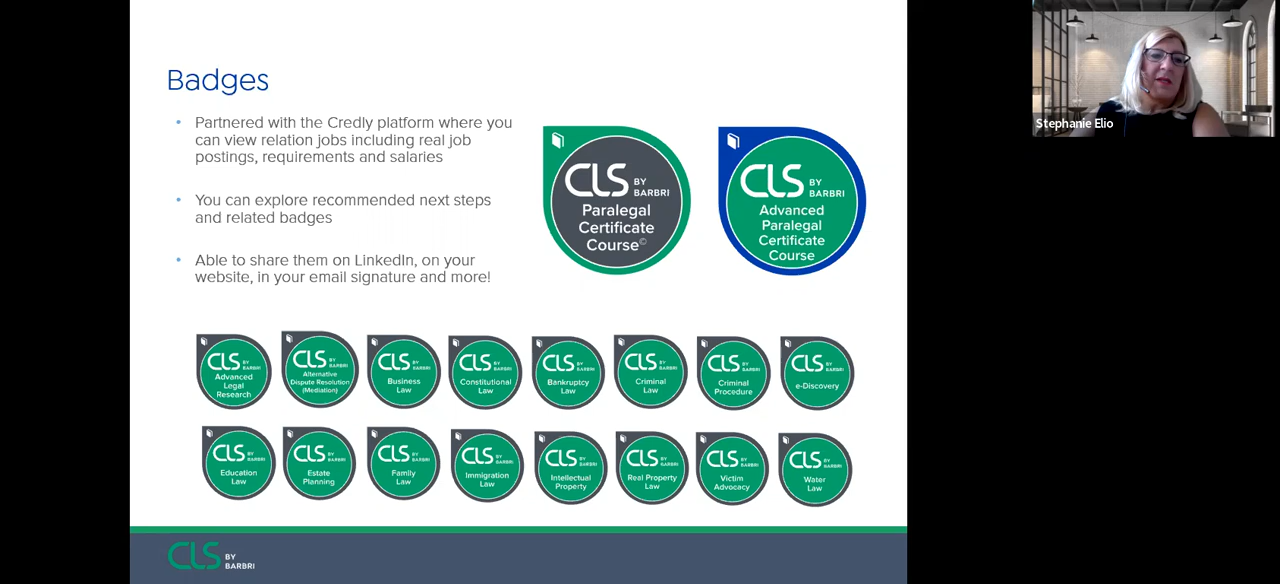 Badges
• Partnered with the Credly platform where you
can view relation jobs including real job
postings, requirements and salaries
• You can explore recommended next steps
and related badges
• Able to share them on LinkedIn, on your
website, in your email signature and more!
CLS BY
BARBRI
Paralegal
Certificate
Course©
CLS BY
BARBRI
Advanced
Paralegal
Certificate
Course
CLS BY
BARBRI
Advanced
Legal
Research
CLS BY
BARBRI
Alternative
Dispute Resolution
(Mediation)
CLS BY
BARBRI
Business
Law
CLS BY
BARBRI
Constitutional
Law
CLS BY
BARBRI
Bankruptcy
Law
CLS BY
BARBRI
Criminal
Law
CLS BY
BARBRI
Criminal
Procedure
CLS BY
BARBRI
e-Discovery
CLS BY
BARBRI
Education
Law
CLS BY
BARBRI
Estate
Planning
CLS BY
BARBRI
Family
Law
CLS BY
BARBRI
Immigration
Law
CLS BY
BARBRI
Intellectual
Property
CLS BY
BARBRI
Real Property
Law
CLS BY
BARBRI
Victim
Advocacy
CLS BY
BARBRI
Water
Law
CLS BY
BARBRI
Stephanie Elio